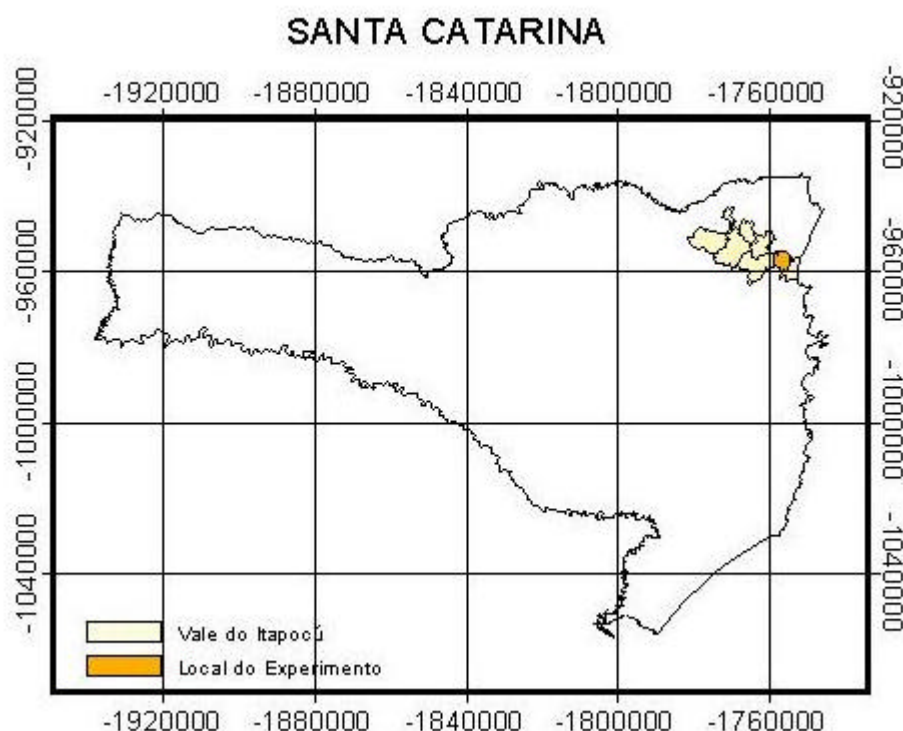 SANTA CATARINA
-1920000 -1880000 -1840000 -1800000 -1760000
-920000 -920000
-960000 -960000
-1000000 -1000000
-1040000 -1040000
Vale do Itapocú
Local do Experimento
-1920000 -1880000 -1840000 -1800000 -1760000